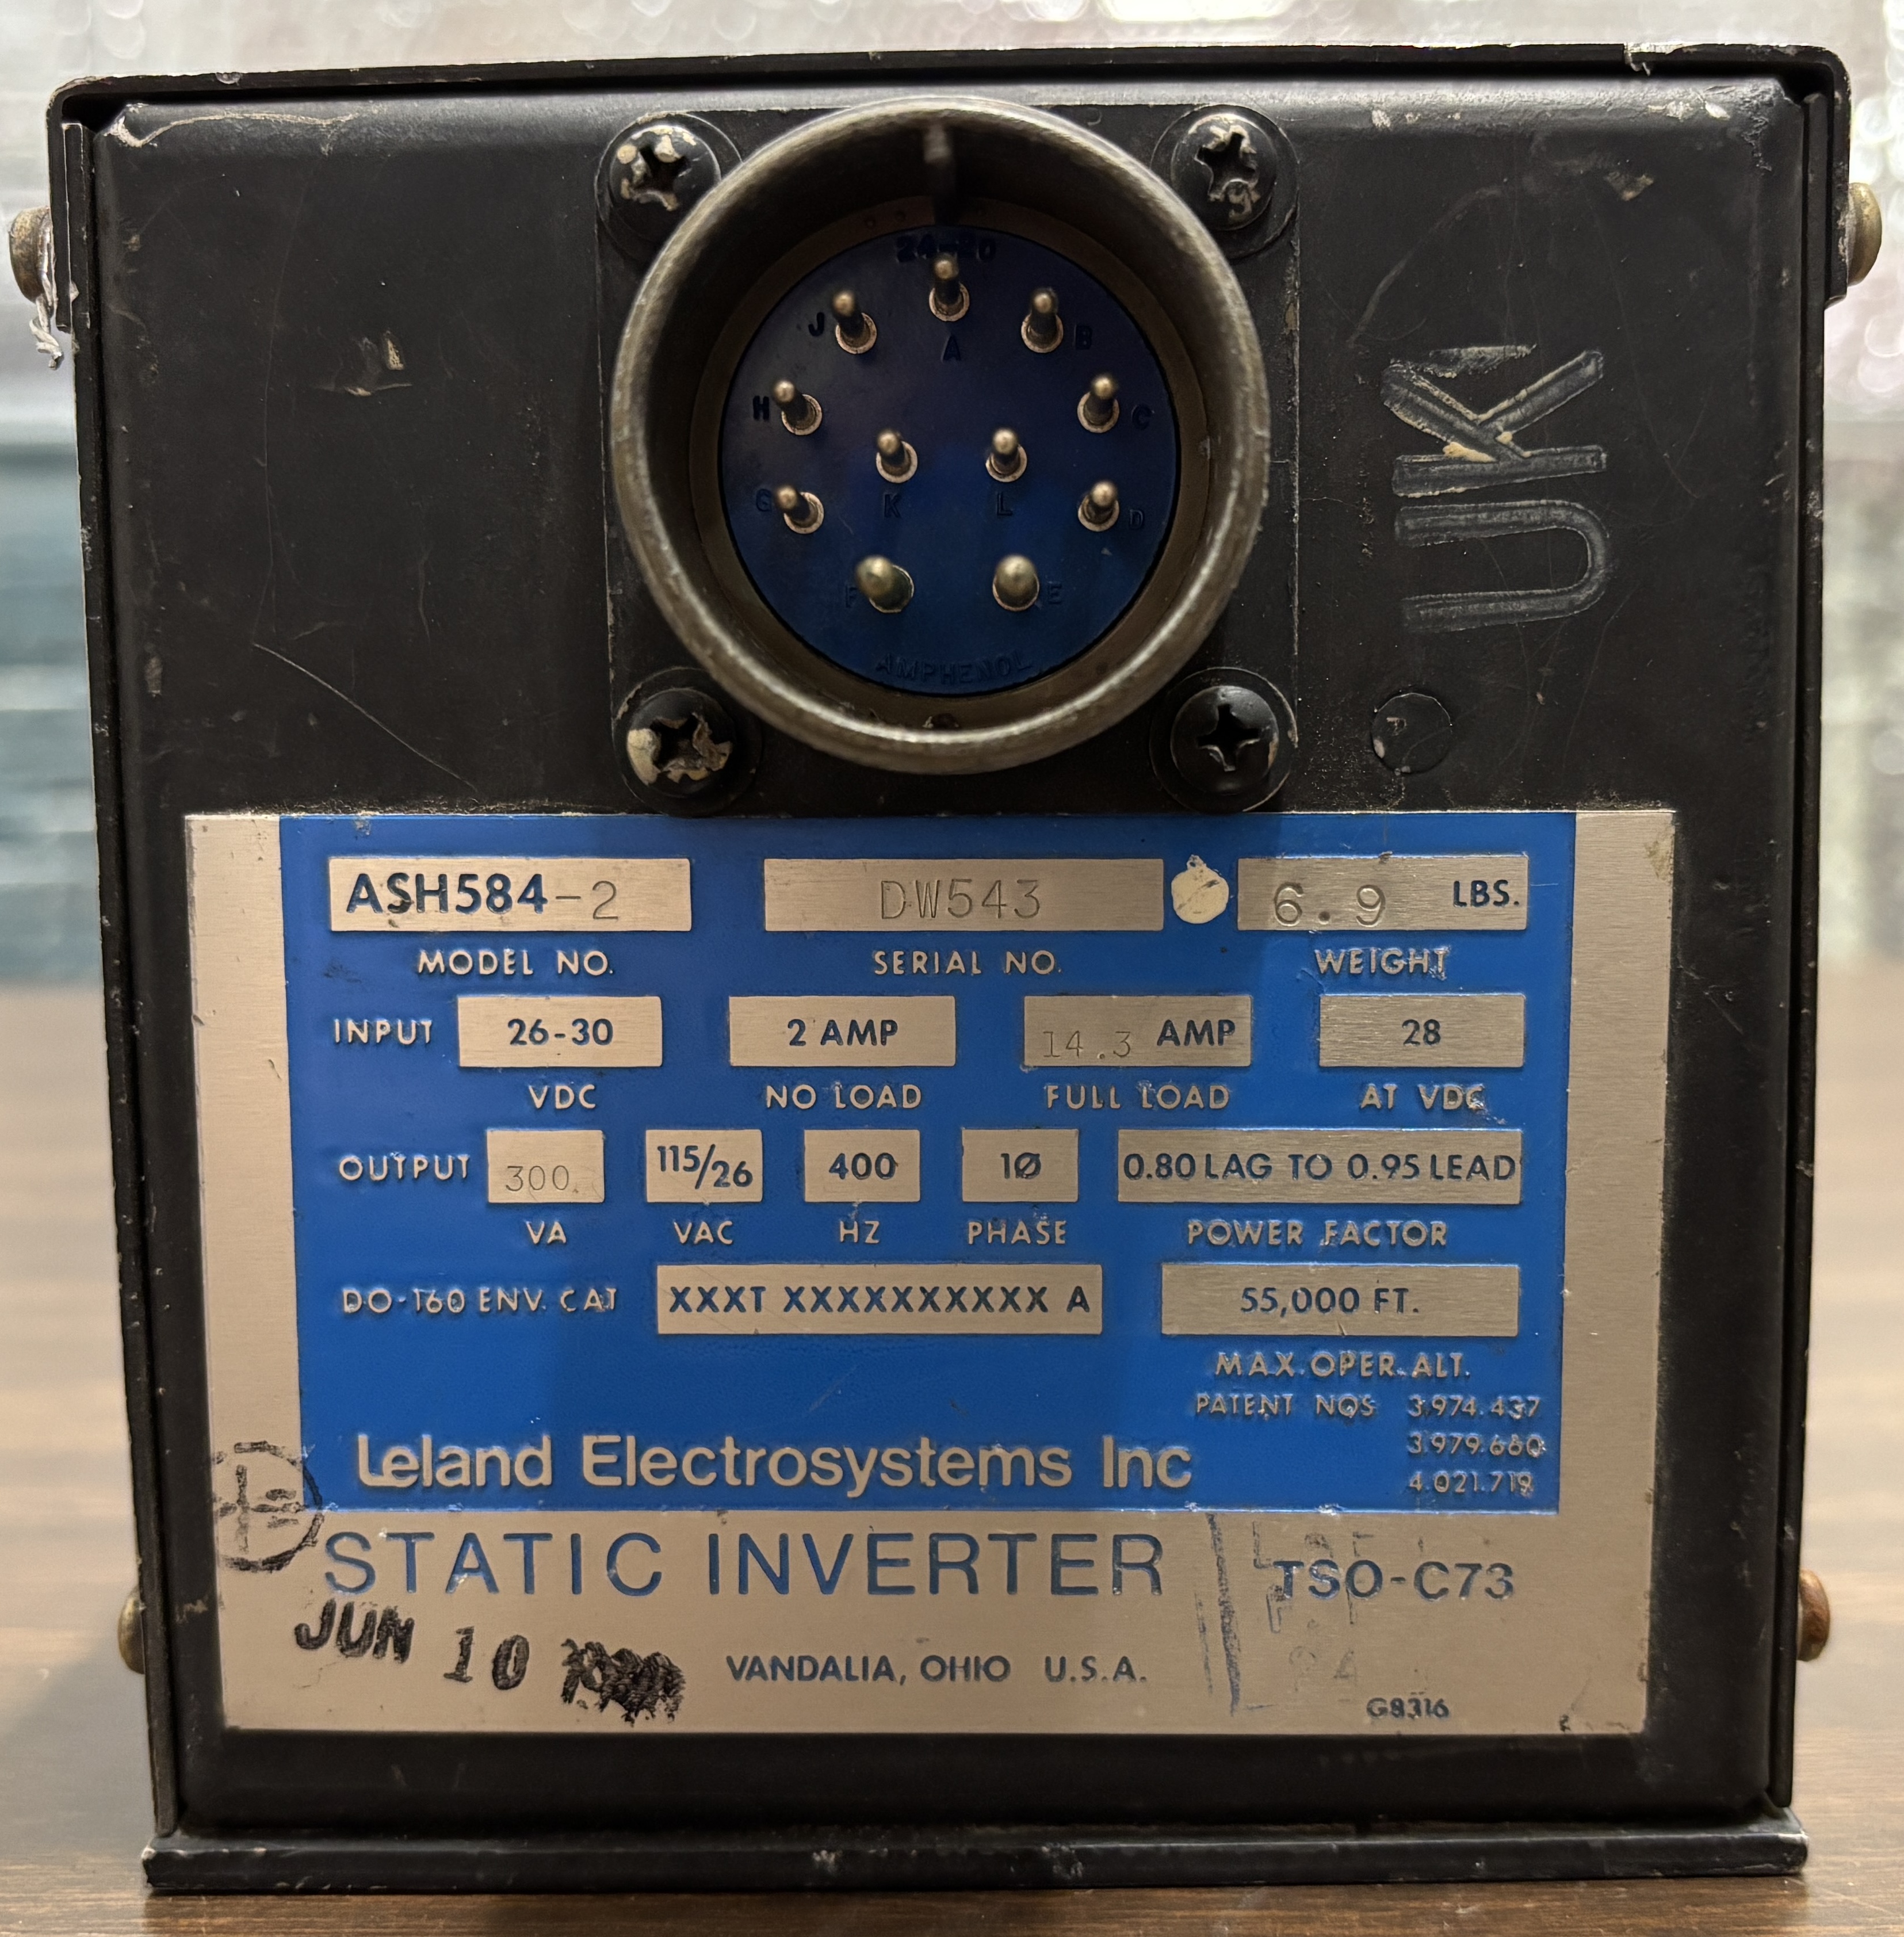 24-20
A
J
B
H
C
K
L
G
D
F
E
AMPHENOL
UK
ASH584-2
DW543
6.9 LBS.
MODEL NO.
SERIAL NO.
WEIGHT
INPUT
26-30
2 AMP
14.3 AMP
28
VDC
NO LOAD
FULL LOAD
AT VDC
OUTPUT
300
115/26
400
1Ø
0.80 LAG TO 0.95 LEAD
VA
VAC
HZ
PHASE
POWER FACTOR
DO-160 ENV. CAT
XXXT XXXXXXXXXX A
55,000 FT.
MAX. OPER. ALT.
PATENT NOS 3.974.437
3.979.660
4.021.719
Leland Electrosystems Inc
STATIC INVERTER
TSO-C73
JUN 10
VANDALIA, OHIO U.S.A.
G8316